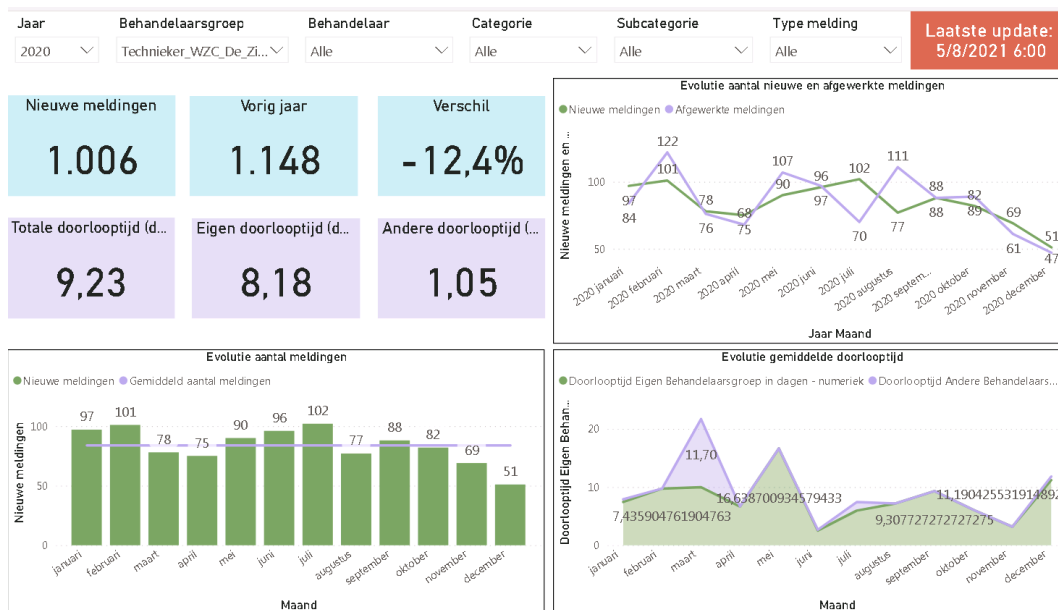 Jaar
Behandelaarsgroep
Behandelaar
Categorie
Subcategorie
Type melding
2020
Technieker_WZC_De_Zi...
Alle
Alle
Alle
Alle
Laatste update:
5/8/2021 6:00
Nieuwe meldingen
1.006
Vorig jaar
1.148
Verschil
-12,4%
Totale doorlooptijd (d...
9,23
Eigen doorlooptijd (d...
8,18
Andere doorlooptijd (...
1,05
Evolutie aantal nieuwe en afgewerkte meldingen
Nieuwe meldingen
Afgewerkte meldingen
Nieuwe meldingen en ...
100
50
97
84
122
101
78
76
68
75
107
90
96
97
102
70
111
77
88
88
82
89
69
61
51
47
2020 januari
2020 februari
2020 maart
2020 april
2020 mei
2020 juni
2020 juli
2020 augustus
2020 septem...
2020 oktober
2020 november
2020 december
Jaar Maand
Evolutie aantal meldingen
Nieuwe meldingen
Gemiddeld aantal meldingen
Nieuwe meldingen
100
50
0
97
101
78
75
90
96
102
77
88
82
69
51
januari
februari
maart
april
mei
juni
juli
augustus
september
oktober
november
december
Maand
Evolutie gemiddelde doorlooptijd
Doorlooptijd Eigen Behandelaarsgroep in dagen - numeriek
Doorlooptijd Andere Behandelaars...
Doorlooptijd Eigen Behan...
20
10
0
7,435904761904763
11,70
16,638700934579433
9,307727272727275
11,190425531914892
januari
februari
maart
april
mei
juni
juli
augustus
september
oktober
november
december
Maand